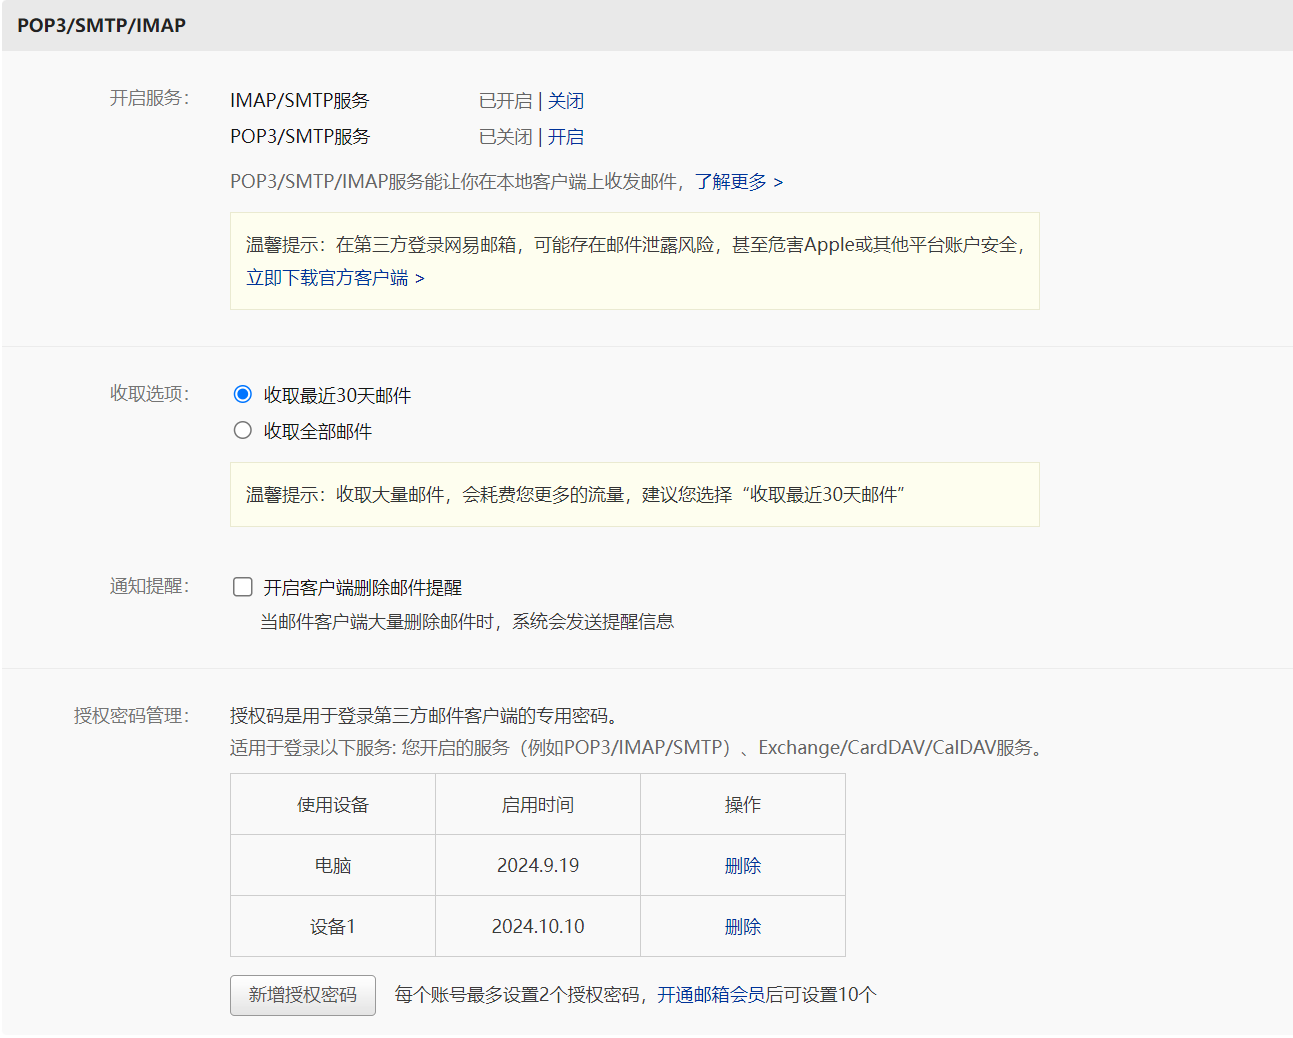 POP3/SMTP/IMAP
开启服务：
IMAP/SMTP服务 已开启 | 关闭
POP3/SMTP服务 已关闭 | 开启
POP3/SMTP/IMAP服务能让你在本地客户端上收发邮件，了解更多 >
温馨提示：在第三方登录网易邮箱，可能存在邮件泄露风险，甚至危害Apple或其他平台账户安全，
立即下载官方客户端 >
收取选项：
收取最近30天邮件
收取全部邮件
温馨提示：收取大量邮件，会耗费您更多的流量，建议您选择“收取最近30天邮件”
通知提醒：
开启客户端删除邮件提醒
当邮件客户端大量删除邮件时，系统会发送提醒信息
授权密码管理：
授权码是用于登录第三方邮件客户端的专用密码。
适用于登录以下服务: 您开启的服务（例如POP3/IMAP/SMTP）、Exchange/CardDAV/CalDAV服务。
使用设备 启用时间 操作
电脑 2024.9.19 删除
设备1 2024.10.10 删除
新增授权密码 每个账号最多设置2个授权密码，开通邮箱会员后可设置10个